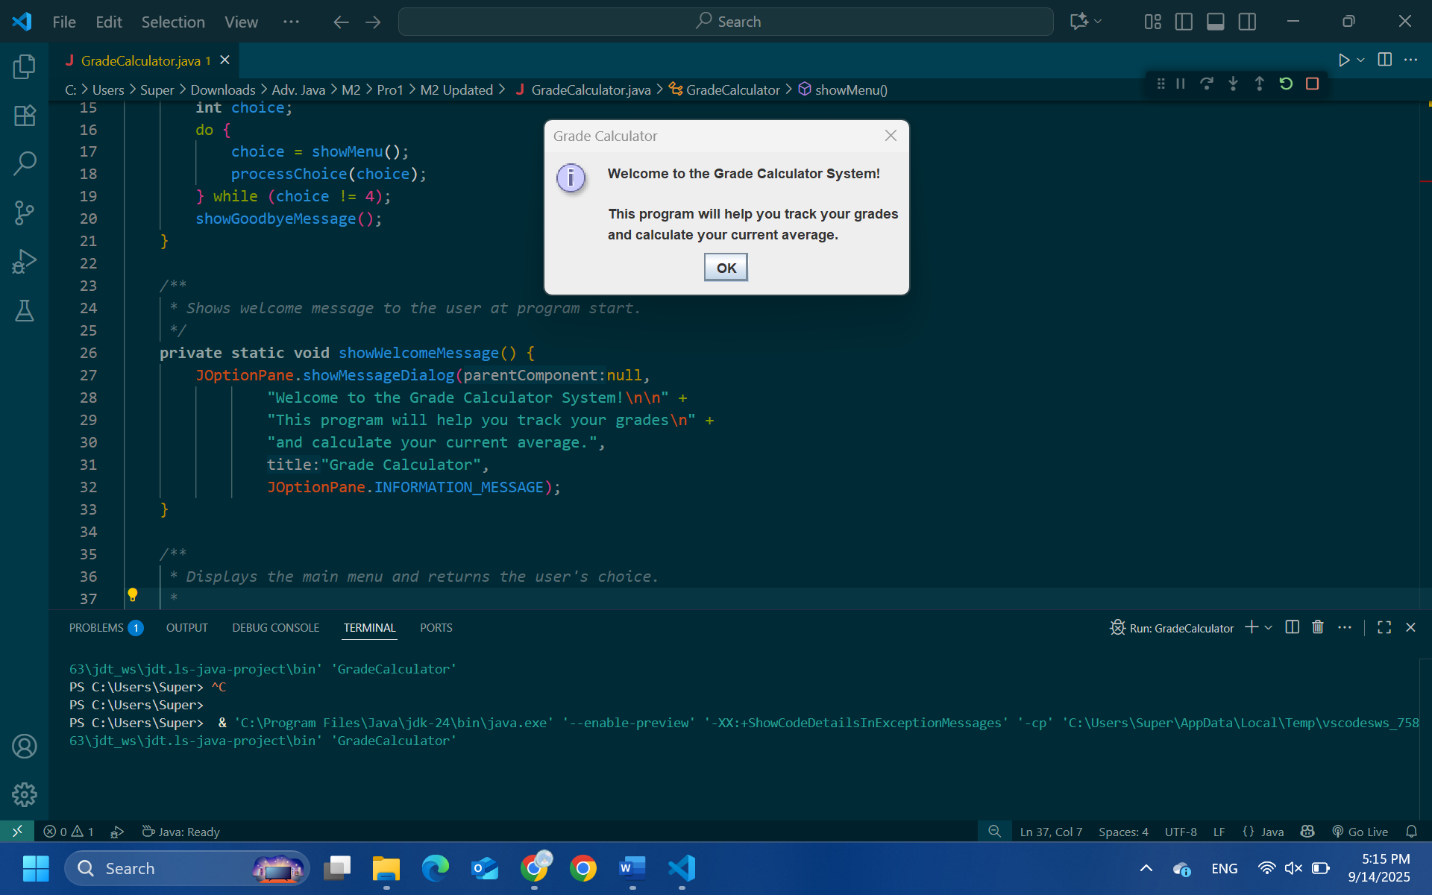 File Edit Selection View ··· Search
GradeCalculator.java 1
C: > Users > Super > Downloads > Adv. Java > M2 > Pro1 > M2 Updated > J GradeCalculator.java > GradeCalculator > showMenu()
15 int choice;
16 do {
17 choice = showMenu();
18 processChoice(choice);
19 } while (choice != 4);
20 showGoodbyeMessage();
21 }
22
23 /**
24 * Shows welcome message to the user at program start.
25 */
26 private static void showWelcomeMessage() {
27 JOptionPane.showMessageDialog(parentComponent:null,
28 "Welcome to the Grade Calculator System!\n\n" +
29 "This program will help you track your grades\n" +
30 "and calculate your current average.",
31 title:"Grade Calculator",
32 JOptionPane.INFORMATION_MESSAGE);
33 }
34
35 /**
36 * Displays the main menu and returns the user's choice.
37 *
Grade Calculator
Welcome to the Grade Calculator System!
This program will help you track your grades
and calculate your current average.
OK
PROBLEMS 1 OUTPUT DEBUG CONSOLE TERMINAL PORTS Run: GradeCalculator
63\jdt_ws\jdt.ls-java-project\bin' 'GradeCalculator'
PS C:\Users\Super> ^C
PS C:\Users\Super>
PS C:\Users\Super> & 'C:\Program Files\Java\jdk-24\bin\java.exe' '--enable-preview' '-XX:+ShowCodeDetailsInExceptionMessages' '-cp' 'C:\Users\Super\AppData\Local\Temp\vscodesws_758
63\jdt_ws\jdt.ls-java-project\bin' 'GradeCalculator'
0 1 Java: Ready Ln 37, Col 7 Spaces: 4 UTF-8 LF {} Java Go Live
Search ENG 5:15 PM
9/14/2025